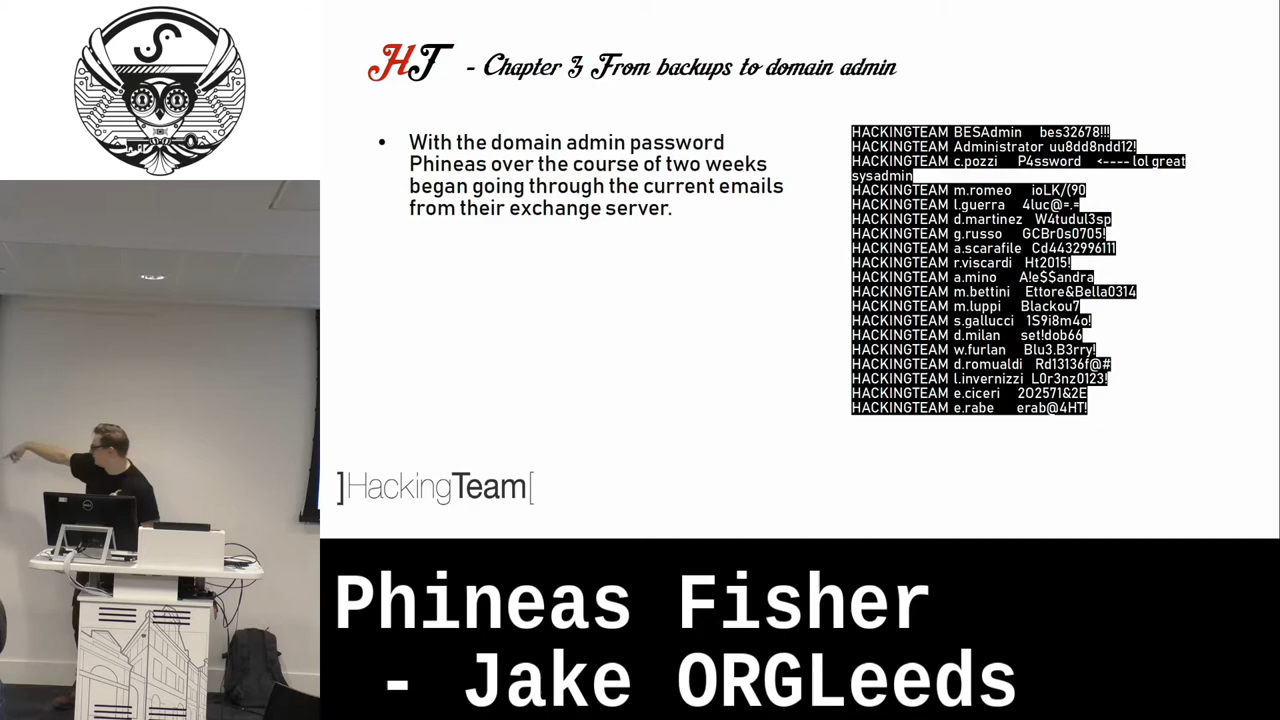 HT - Chapter 3 From backups to domain admin
• With the domain admin password
Phineas over the course of two weeks
began going through the current emails
from their exchange server.
HACKINGTEAM BESAdmin bes32678!!!
HACKINGTEAM Administrator uu8dd8ndd12!
HACKINGTEAM c.pozzi P4ssword <---- lol great
sysadmin
HACKINGTEAM m.romeo ioLK/(90
HACKINGTEAM l.guerra 4luc@=.=
HACKINGTEAM d.martinez W4tudul3sp
HACKINGTEAM g.russo GCBr0s0705!
HACKINGTEAM a.scarafile Cd4432996111
HACKINGTEAM r.viscardi Ht2015!
HACKINGTEAM a.mino A!e$$andra
HACKINGTEAM m.bettini Ettore&Bella0314
HACKINGTEAM m.luppi Blackou7
HACKINGTEAM s.gallucci 1S9i8m4o!
HACKINGTEAM d.milan set!dob66
HACKINGTEAM w.furlan Blu3.B3rry!
HACKINGTEAM d.romualdi Rd13136f@#
HACKINGTEAM l.invernizzi L0r3nz0123!
HACKINGTEAM e.ciceri 2O2571&2E
HACKINGTEAM e.rabe erab@4HT!
]HackingTeam[
DELL
Phineas Fisher
- Jake ORGLeeds